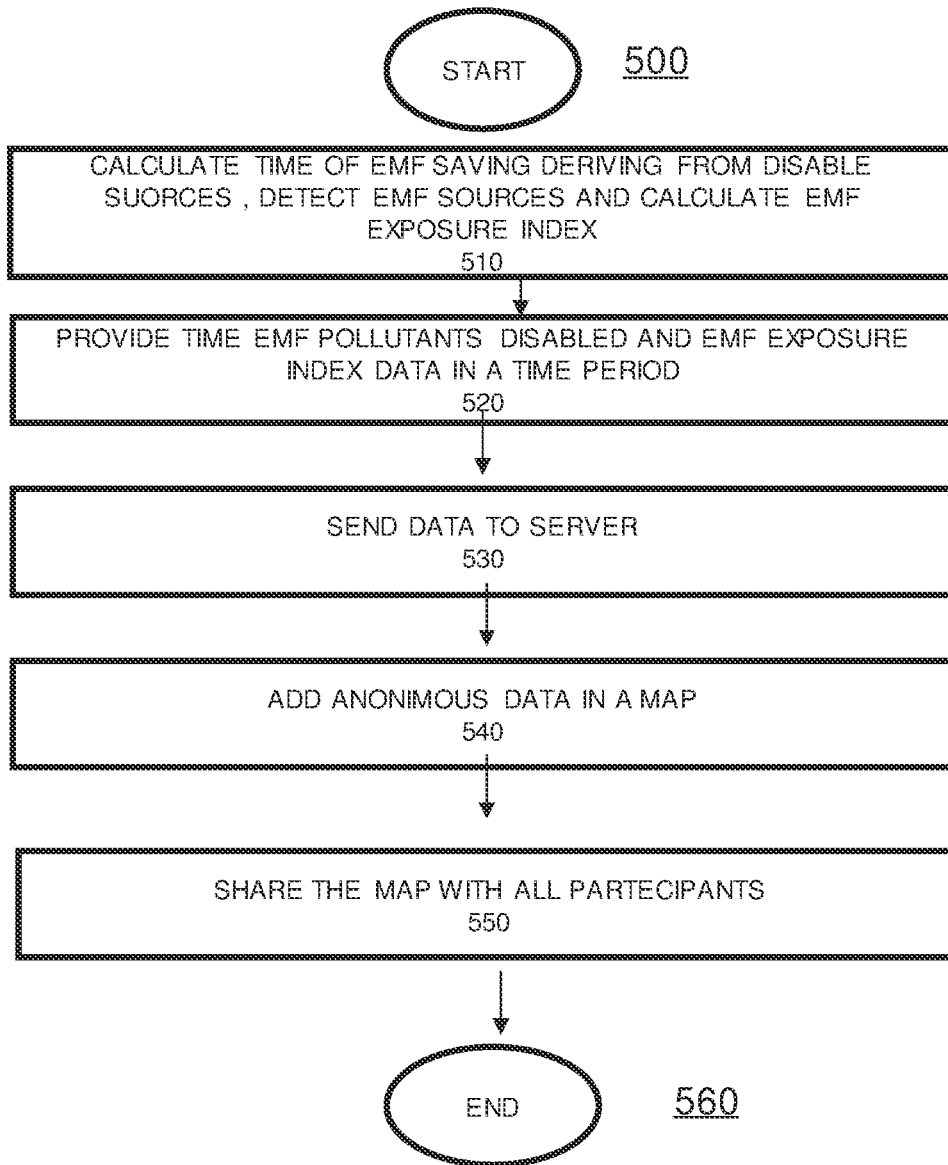 START
500
CALCULATE TIME OF EMF SAVING DERIVING FROM DISABLE
SUORCES , DETECT EMF SOURCES AND CALCULATE EMF
EXPOSURE INDEX
510
PROVIDE TIME EMF POLLUTANTS DISABLED AND EMF EXPOSURE
INDEX DATA IN A TIME PERIOD
520
SEND DATA TO SERVER
530
ADD ANONIMOUS DATA IN A MAP
540
SHARE THE MAP WITH ALL PARTECIPANTS
550
END
560